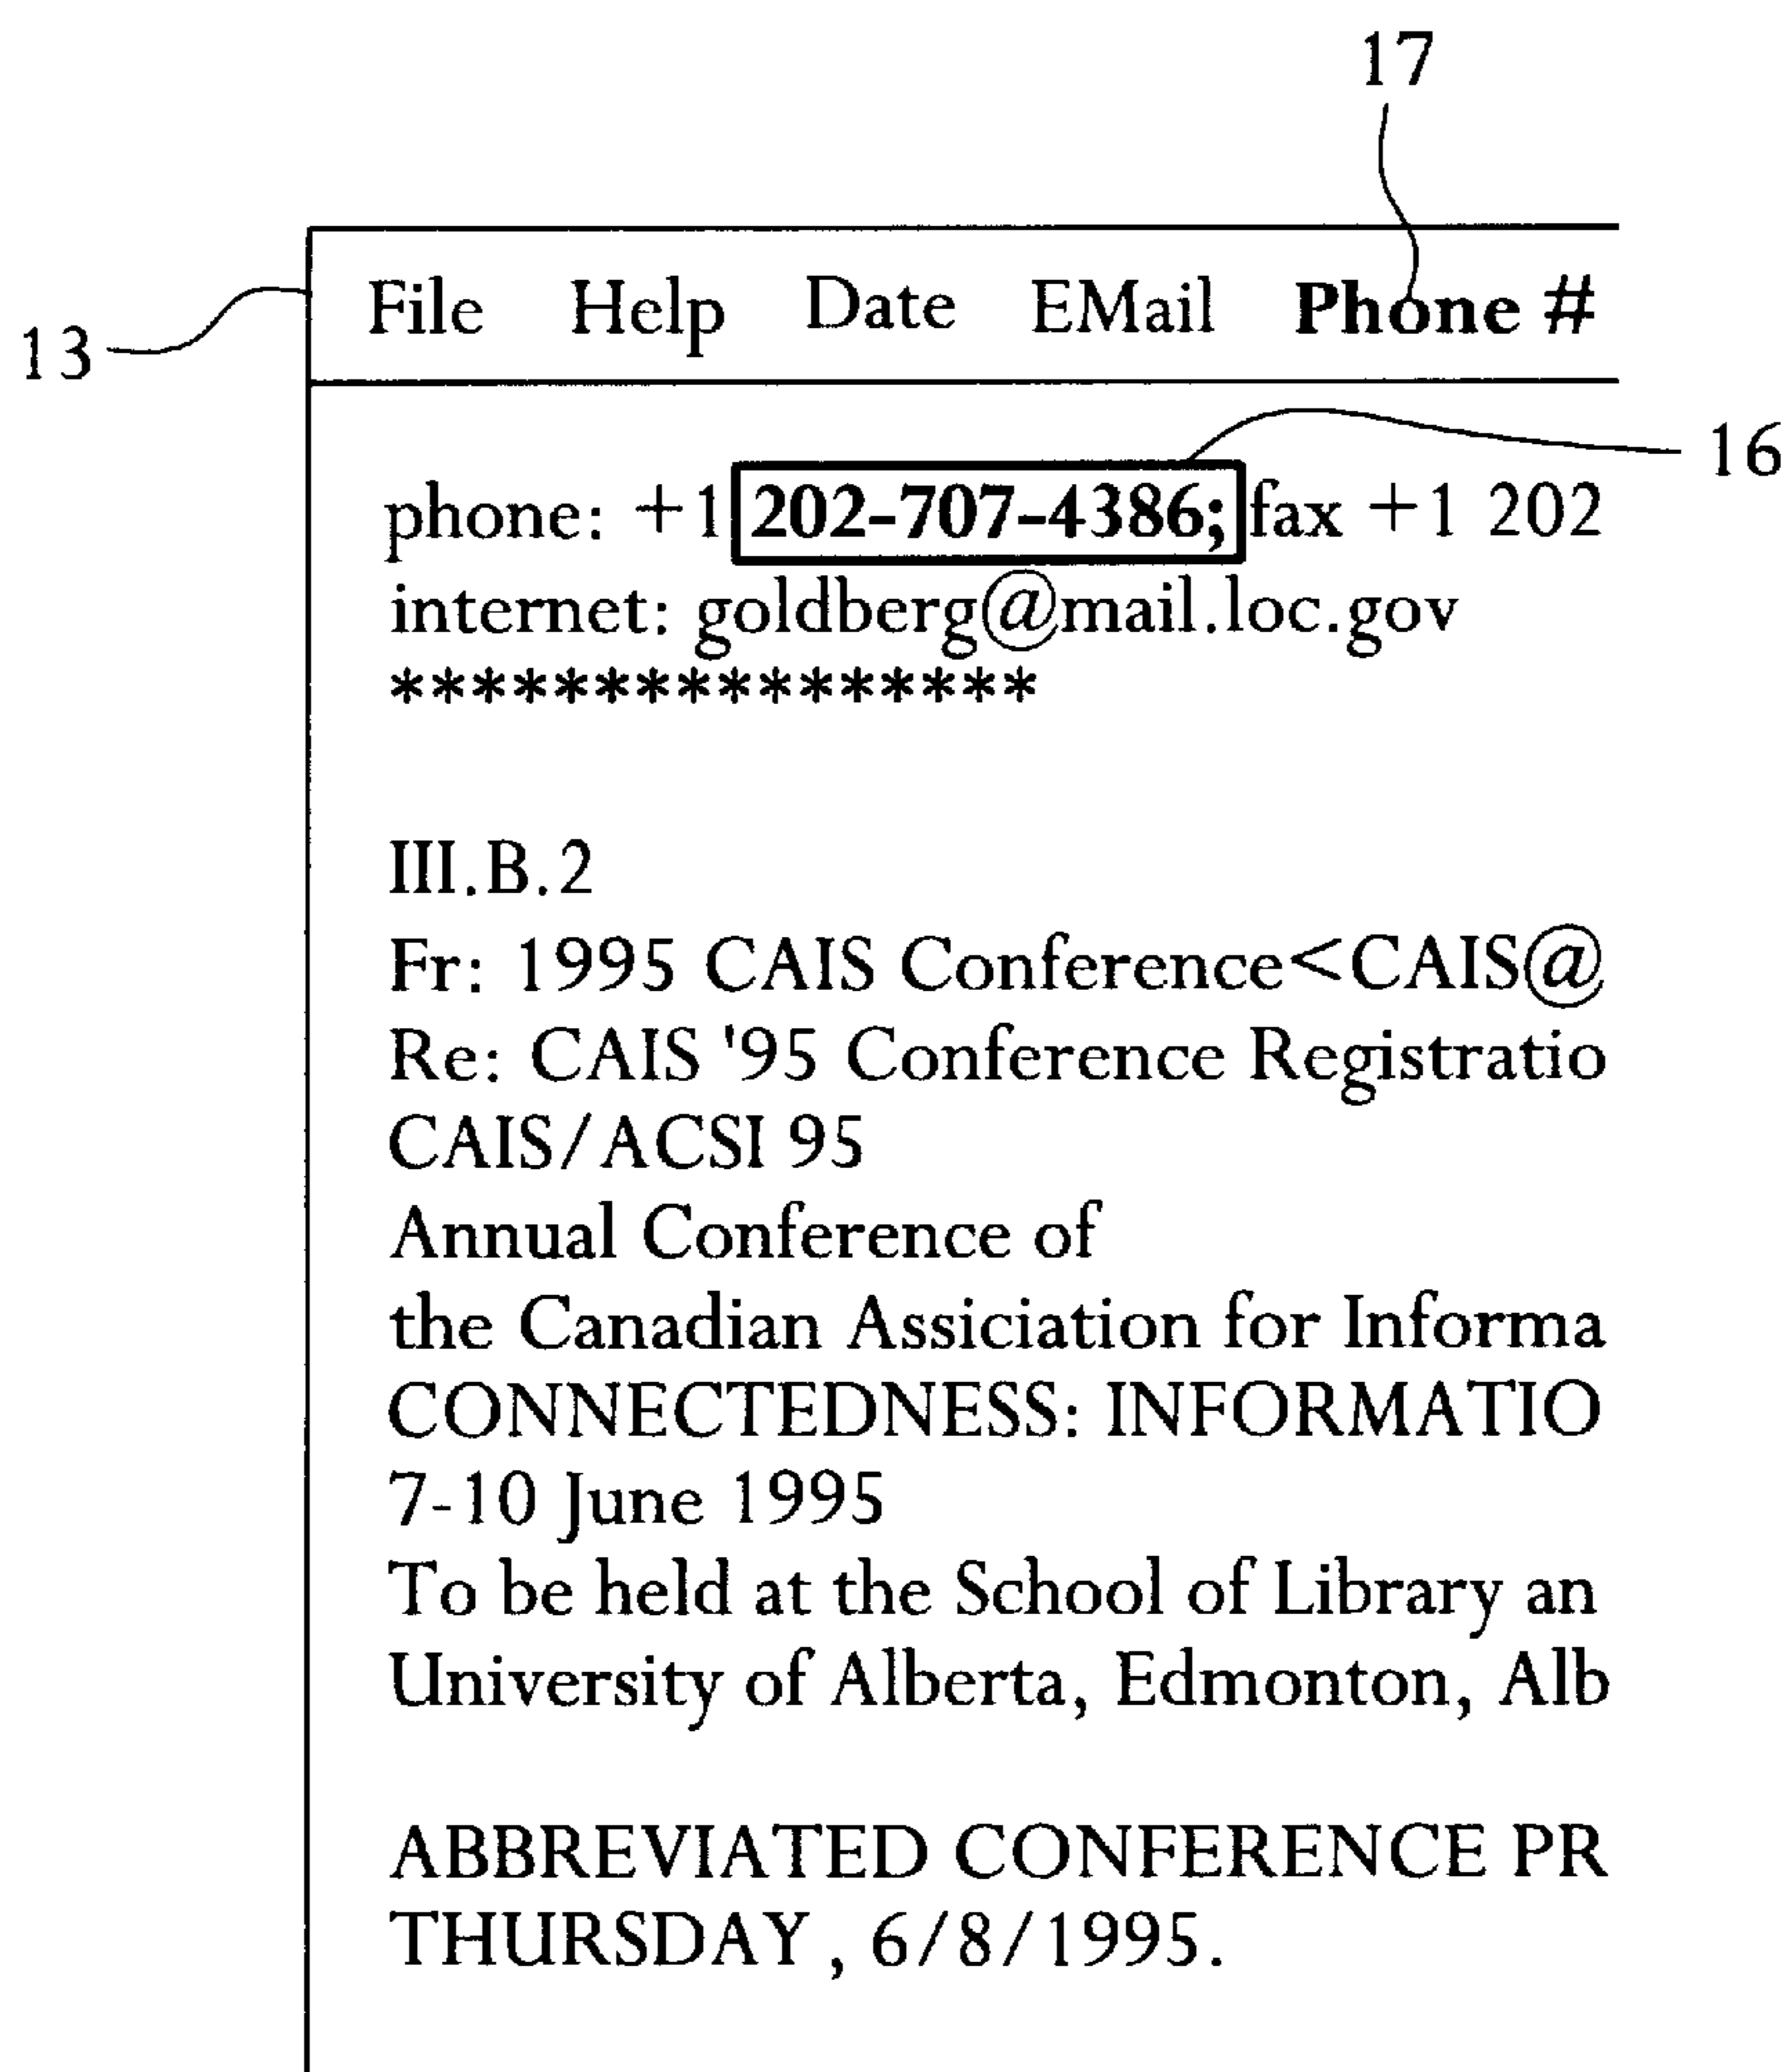 17
13
File Help Date EMail Phone #
16
phone: +1 202-707-4386; fax +1 202
internet: goldberg@mail.loc.gov
****************
III.B.2
Fr: 1995 CAIS Conference<CAIS@
Re: CAIS '95 Conference Registratio
CAIS/ACSI 95
Annual Conference of
the Canadian Assiciation for Informa
CONNECTEDNESS: INFORMATIO
7-10 June 1995
To be held at the School of Library an
University of Alberta, Edmonton, Alb
ABBREVIATED CONFERENCE PR
THURSDAY, 6/8/1995.